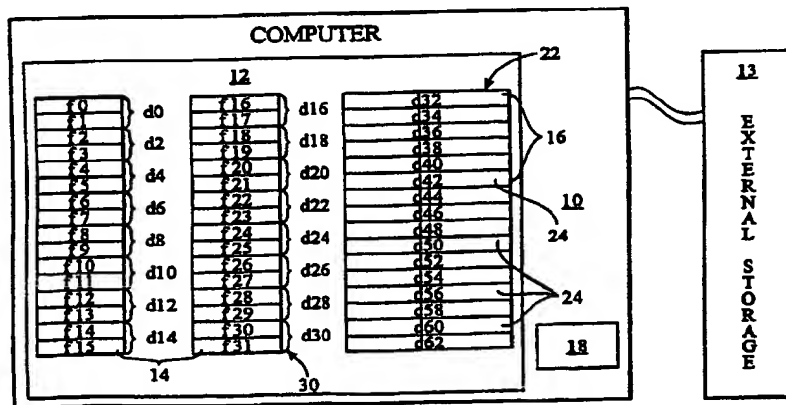 COMPUTER
12
22
13
EXTERNAL STORAGE
f0
f1
f2
f3
f4
f5
f6
f7
f8
f9
f10
f11
f12
f13
f14
f15
d0
d2
d4
d6
d8
d10
d12
d14
f16
f17
f18
f19
f20
f21
f22
f23
f24
f25
f26
f27
f28
f29
f30
f31
d16
d18
d20
d22
d24
d26
d28
d30
d32
d34
d36
d38
d40
d42
d44
d46
d48
d50
d52
d54
d56
d58
d60
d62
16
10
24
24
18
14
30